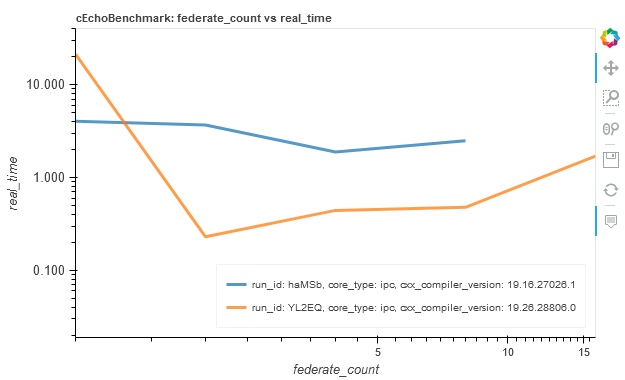 cEchoBenchmark: federate_count vs real_time
10.000
1.000
0.100
real_time
run_id: haMSb, core_type: ipc, cxx_compiler_version: 19.16.27026.1
run_id: YL2EQ, core_type: ipc, cxx_compiler_version: 19.26.28806.0
5
10
15
federate_count